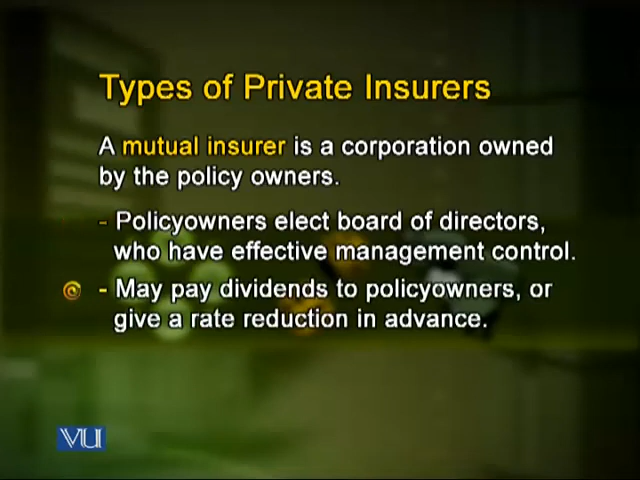 Types of Private Insurers
A mutual insurer is a corporation owned
by the policy owners.
- Policyowners elect board of directors,
who have effective management control.
- May pay dividends to policyowners, or
give a rate reduction in advance.
VU